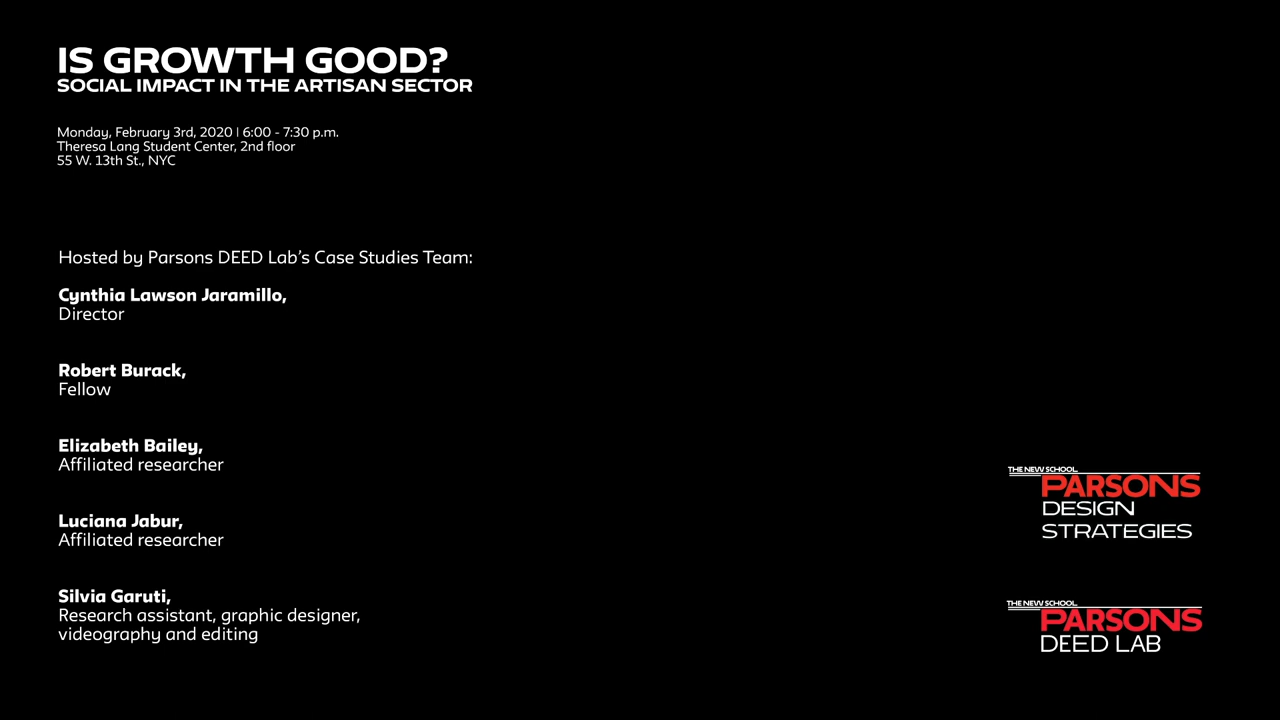 IS GROWTH GOOD?
SOCIAL IMPACT IN THE ARTISAN SECTOR
Monday, February 3rd, 2020 | 6:00 - 7:30 p.m.
Theresa Lang Student Center, 2nd floor
55 W. 13th St., NYC
Hosted by Parsons DEED Lab’s Case Studies Team:
Cynthia Lawson Jaramillo,
Director
Robert Burack,
Fellow
Elizabeth Bailey,
Affiliated researcher
Luciana Jabur,
Affiliated researcher
Silvia Garuti,
Research assistant, graphic designer,
videography and editing
THE NEW SCHOOL
PARSONS
DESIGN
STRATEGIES
THE NEW SCHOOL
PARSONS
DEED LAB